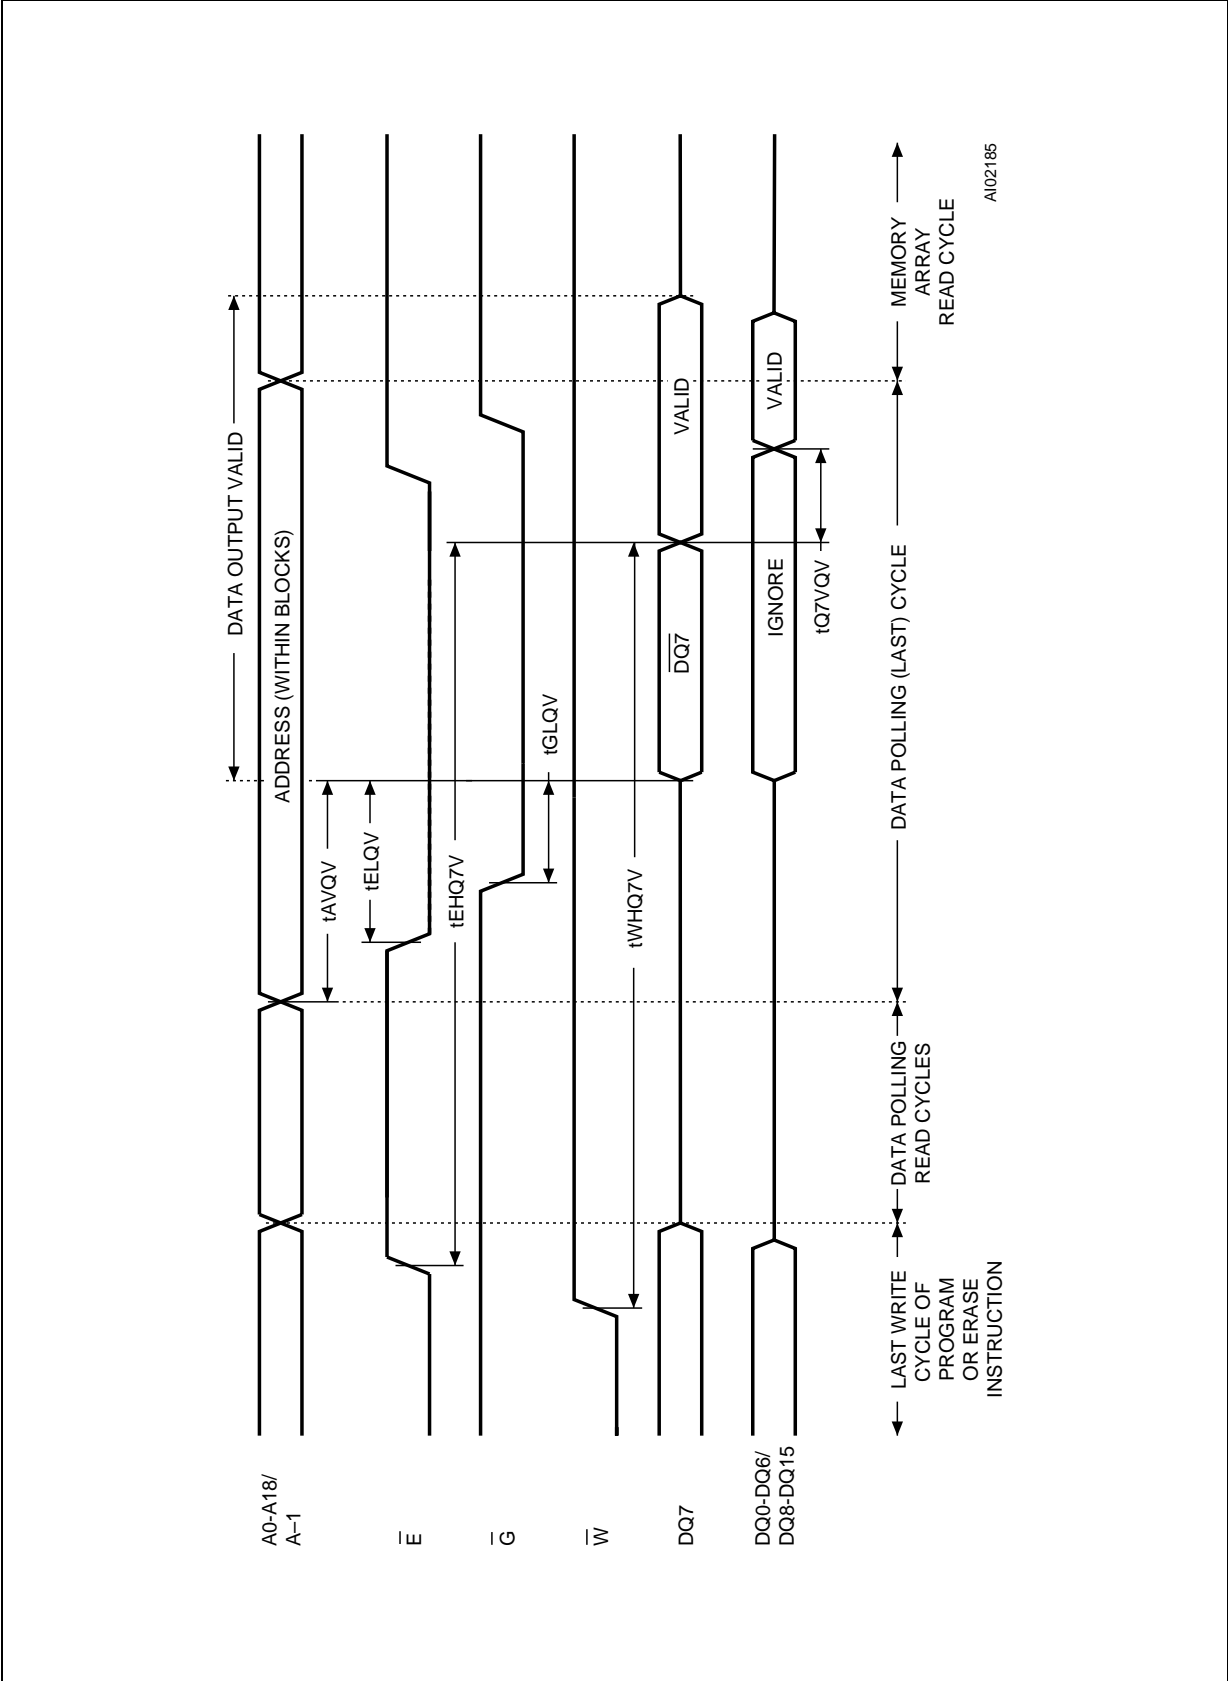 DATA OUTPUT VALID
A0-A18/
A–1
ADDRESS (WITHIN BLOCKS)
tAVQV
tELQV
E
tEHQ7V
G
tGLQV
W
tWHQ7V
DQ7
DQ7
VALID
DQ0-DQ6/
DQ8-DQ15
IGNORE
VALID
tQ7VQV
LAST WRITE
CYCLE OF
PROGRAM
OR ERASE
INSTRUCTION
DATA POLLING
READ CYCLES
DATA POLLING (LAST) CYCLE
MEMORY
ARRAY
READ CYCLE
AI02185